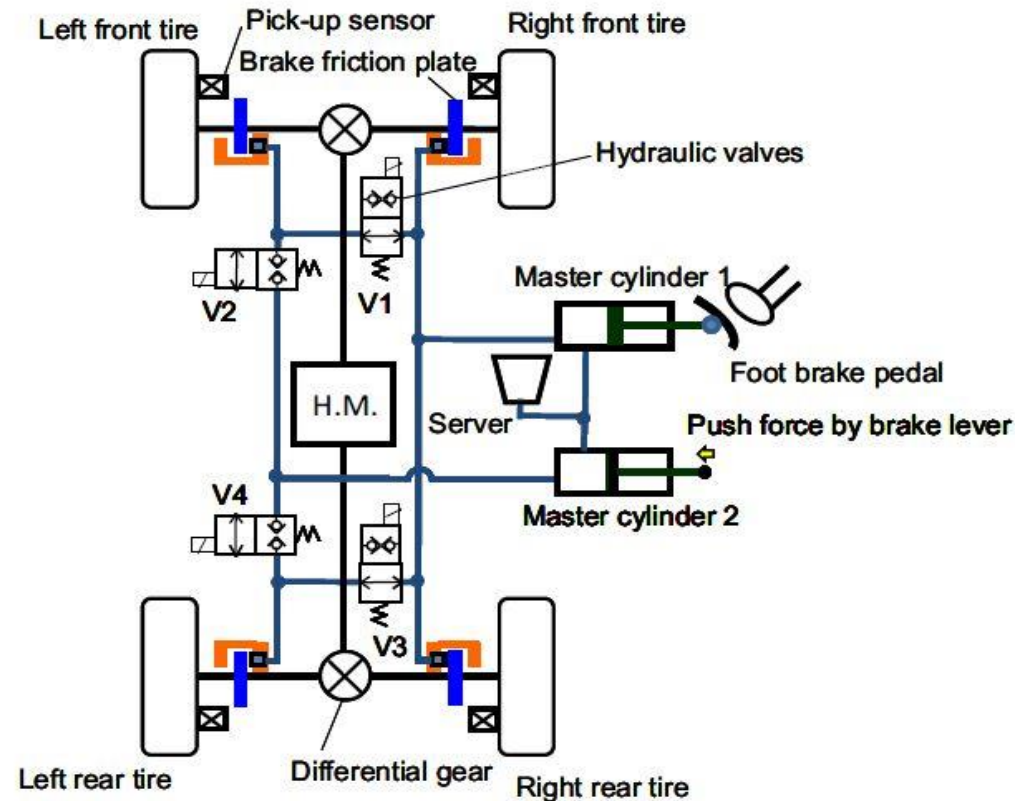 Left front tire
Pick-up sensor
Right front tire
Brake friction plate
Hydraulic valves
V2
V1
Master cylinder 1
H.M.
Server
Foot brake pedal
Push force by brake lever
V4
Master cylinder 2
V3
Left rear tire
Differential gear
Right rear tire